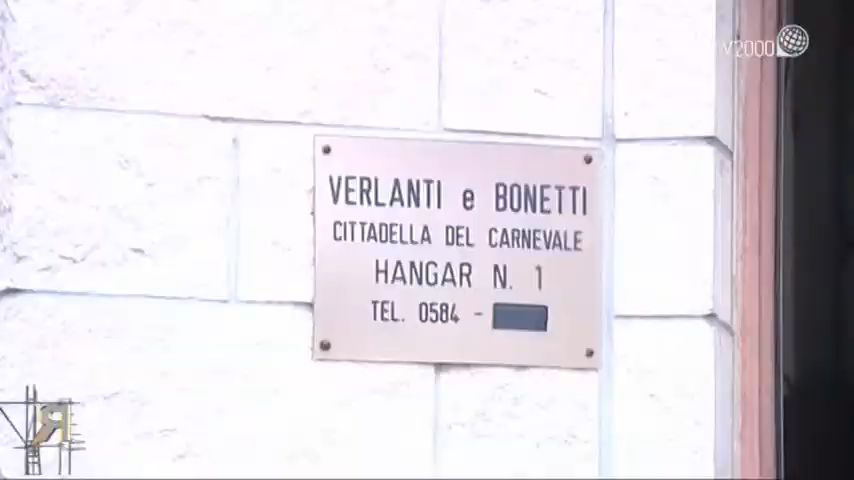 V2000
VERLANTI e BONETTI
CITTADELLA DEL CARNEVALE
HANGAR N. 1
TEL. 0584 -
R